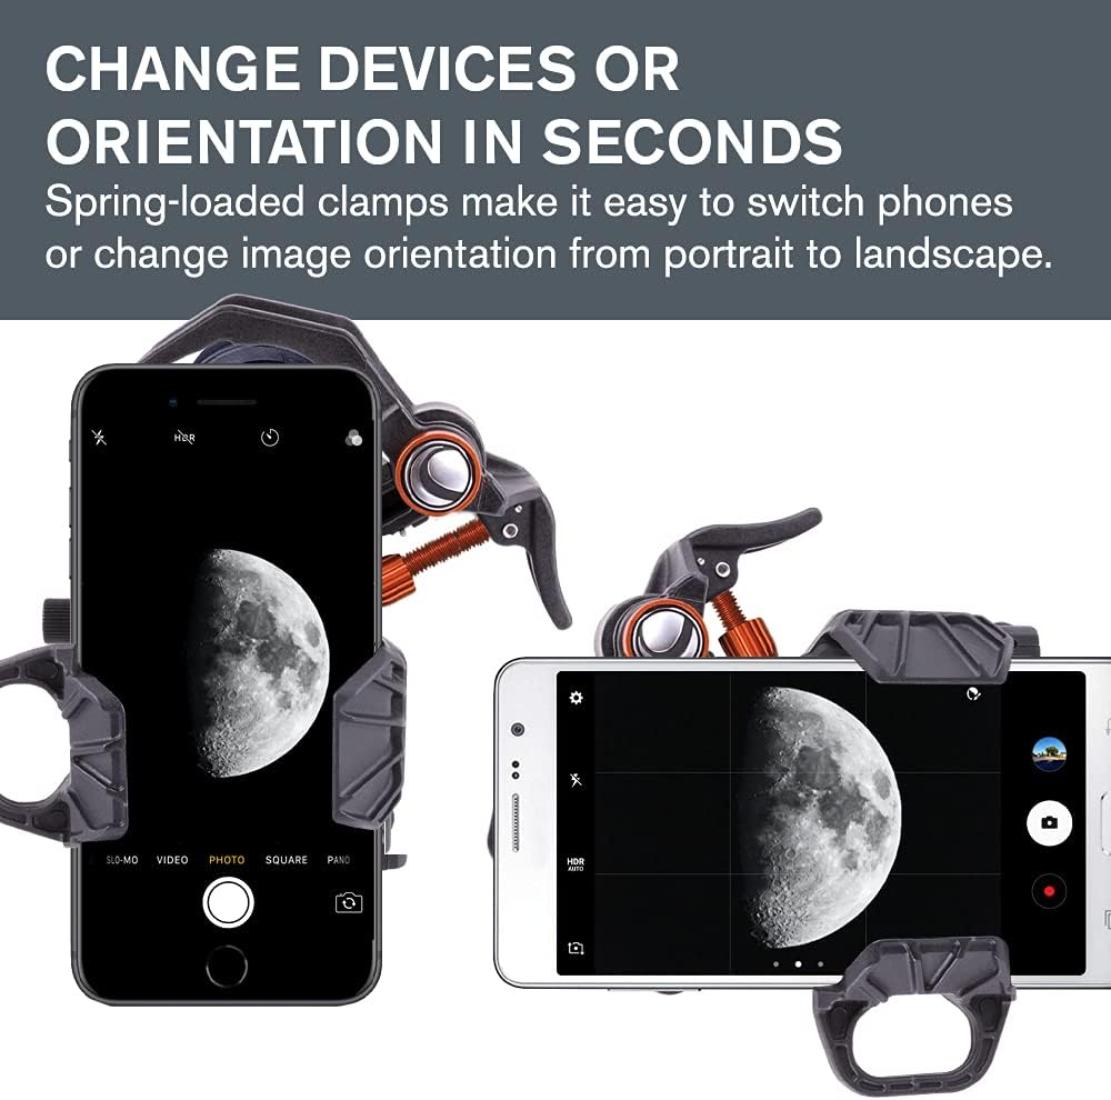 CHANGE DEVICES OR
ORIENTATION IN SECONDS
Spring-loaded clamps make it easy to switch phones
or change image orientation from portrait to landscape.
HDR
SLO-MO VIDEO PHOTO SQUARE PANO
HDR
AUTO